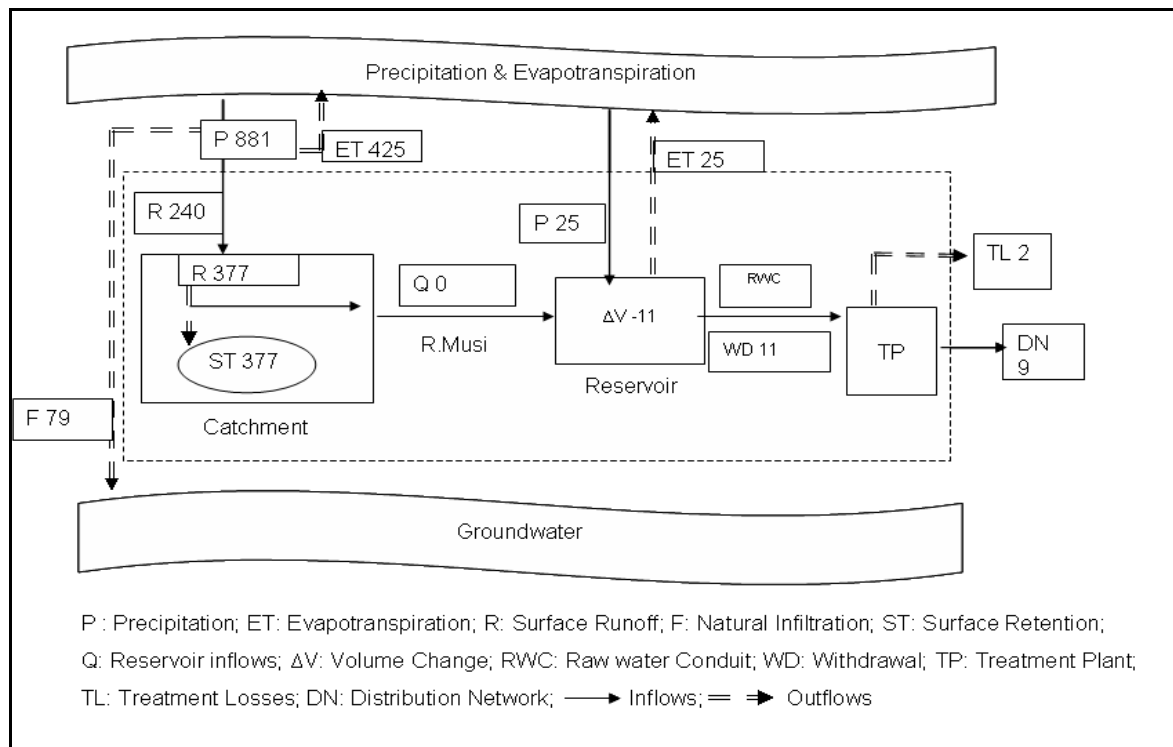 Precipitation & Evapotranspiration
P 881
ET 425
ET 25
R 240
P 25
R 377
Q 0
RWC
TL 2
ΔV -11
ST 377
R.Musi
WD 11
TP
DN
9
Reservoir
F 79
Catchment
Groundwater
P : Precipitation; ET: Evapotranspiration; R: Surface Runoff; F: Natural Infiltration; ST: Surface Retention;
Q: Reservoir inflows; ΔV: Volume Change; RWC: Raw water Conduit; WD: Withdrawal; TP: Treatment Plant;
TL: Treatment Losses; DN: Distribution Network; Inflows; Outflows